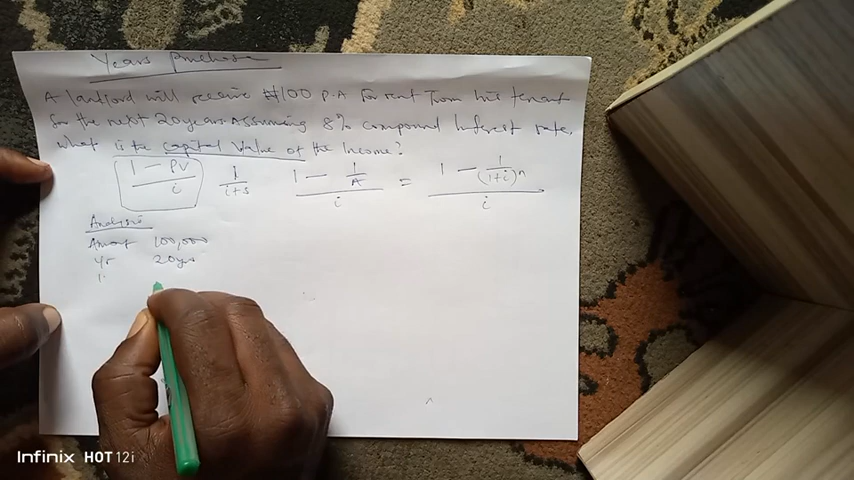 Years Purchase
A landlord will receive ₦100 P.A for rent from his tenant
for the next 20years. Assuming 8% compound Interest rate,
what is the capital Value of the Income?
1 - PV / i    1 / i+s    1 - 1/A / i = 1 - 1/(1+i)^n / i
Analysis
Amount 100,000
Yr 20yrs
Infinix HOT 12i